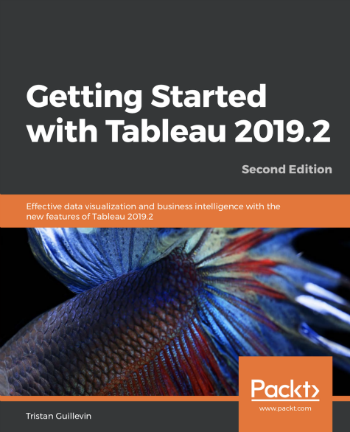 Getting Started
with Tableau 2019.2
Second Edition
Effective data visualization and business intelligence with the
new features of Tableau 2019.2
Packt>
www.packt.com
Tristan Guillevin